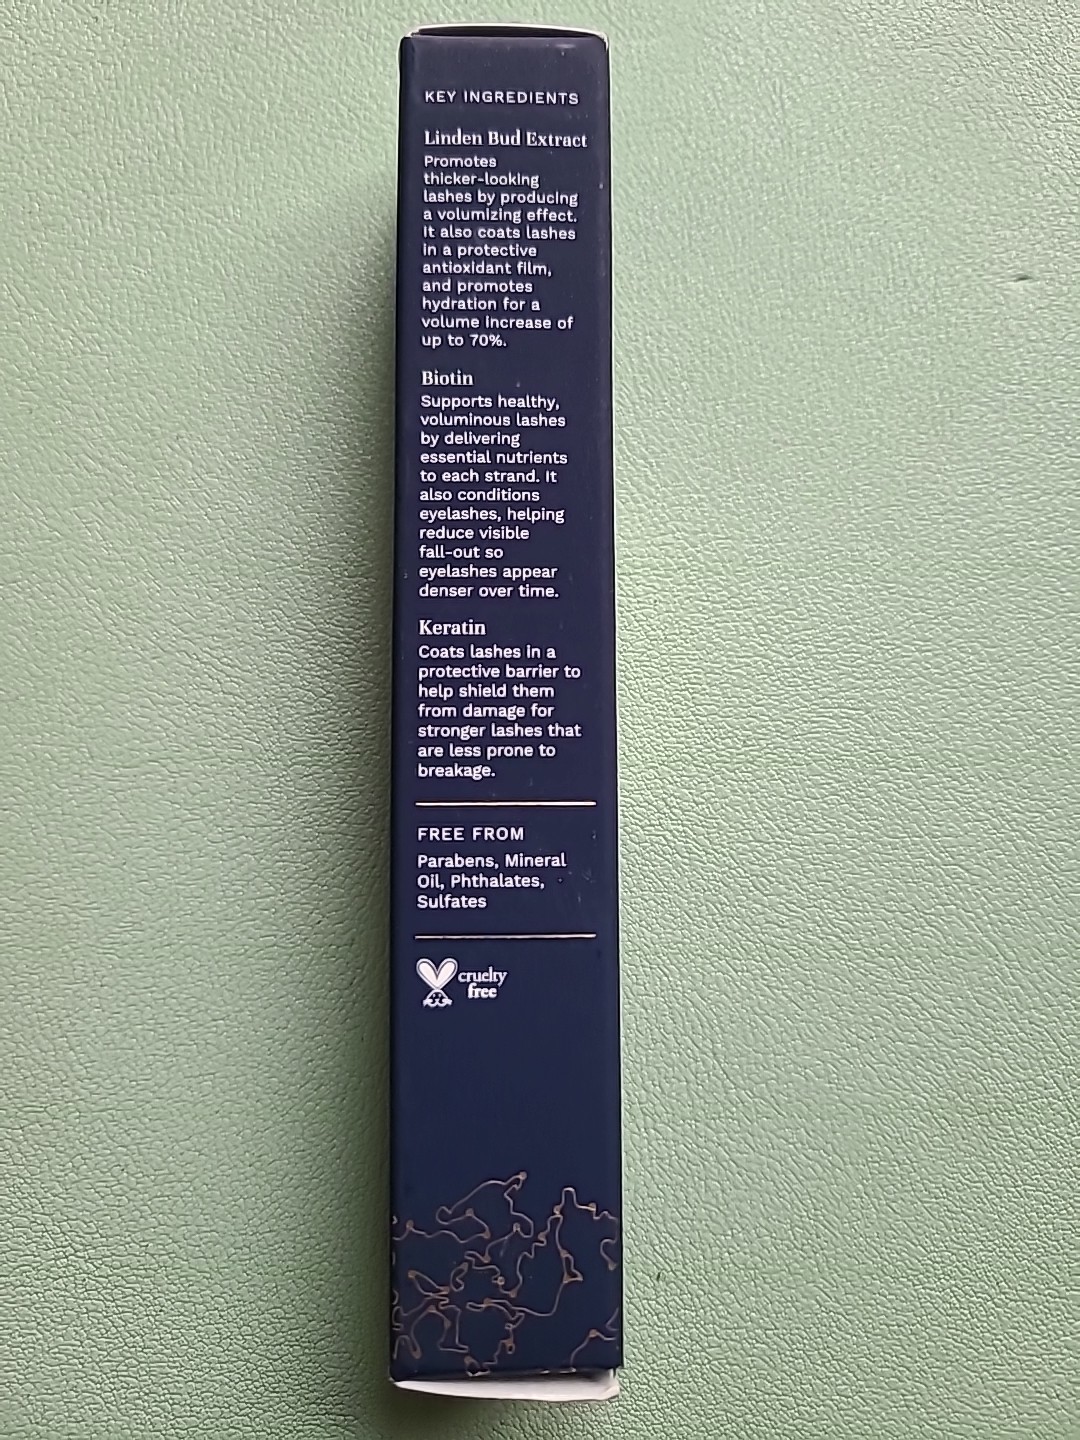 KEY INGREDIENTS
Linden Bud Extract
Promotes
thicker-looking
lashes by producing
a volumizing effect.
It also coats lashes
in a protective
antioxidant film,
and promotes
hydration for a
volume increase of
up to 70%.
Biotin
Supports healthy,
voluminous lashes
by delivering
essential nutrients
to each strand. It
also conditions
eyelashes, helping
reduce visible
fall-out so
eyelashes appear
denser over time.
Keratin
Coats lashes in a
protective barrier to
help shield them
from damage for
stronger lashes that
are less prone to
breakage.
FREE FROM
Parabens, Mineral
Oil, Phthalates,
Sulfates
cruelty
free